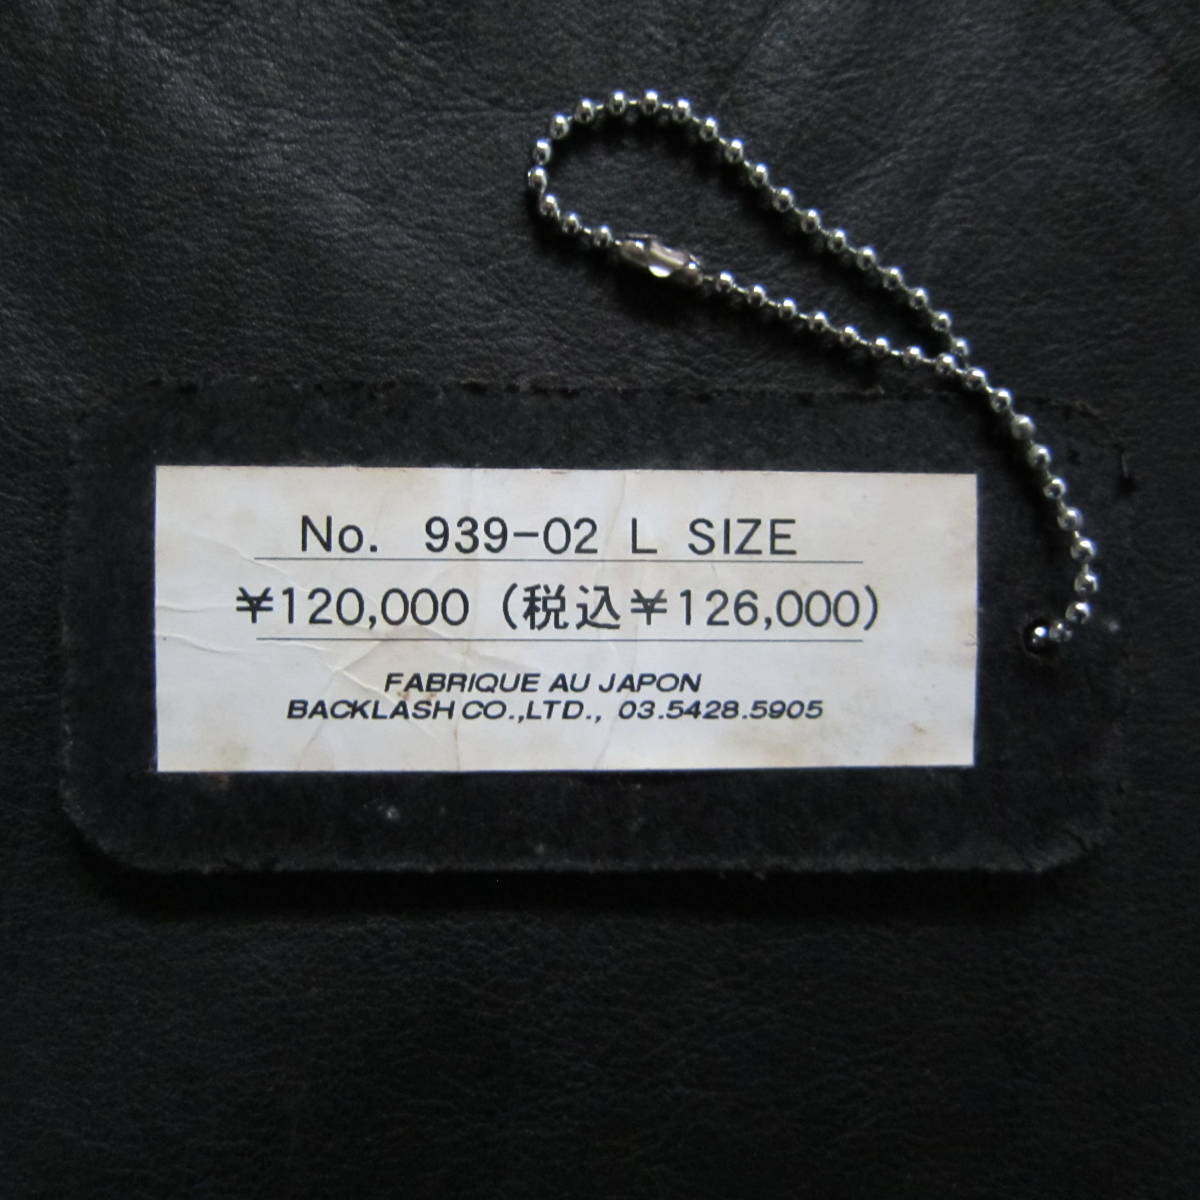 No. 939-02 L SIZE
¥120,000 (税込¥126,000)
FABRIQUE AU JAPON
BACKLASH CO.,LTD., 03.5428.5905